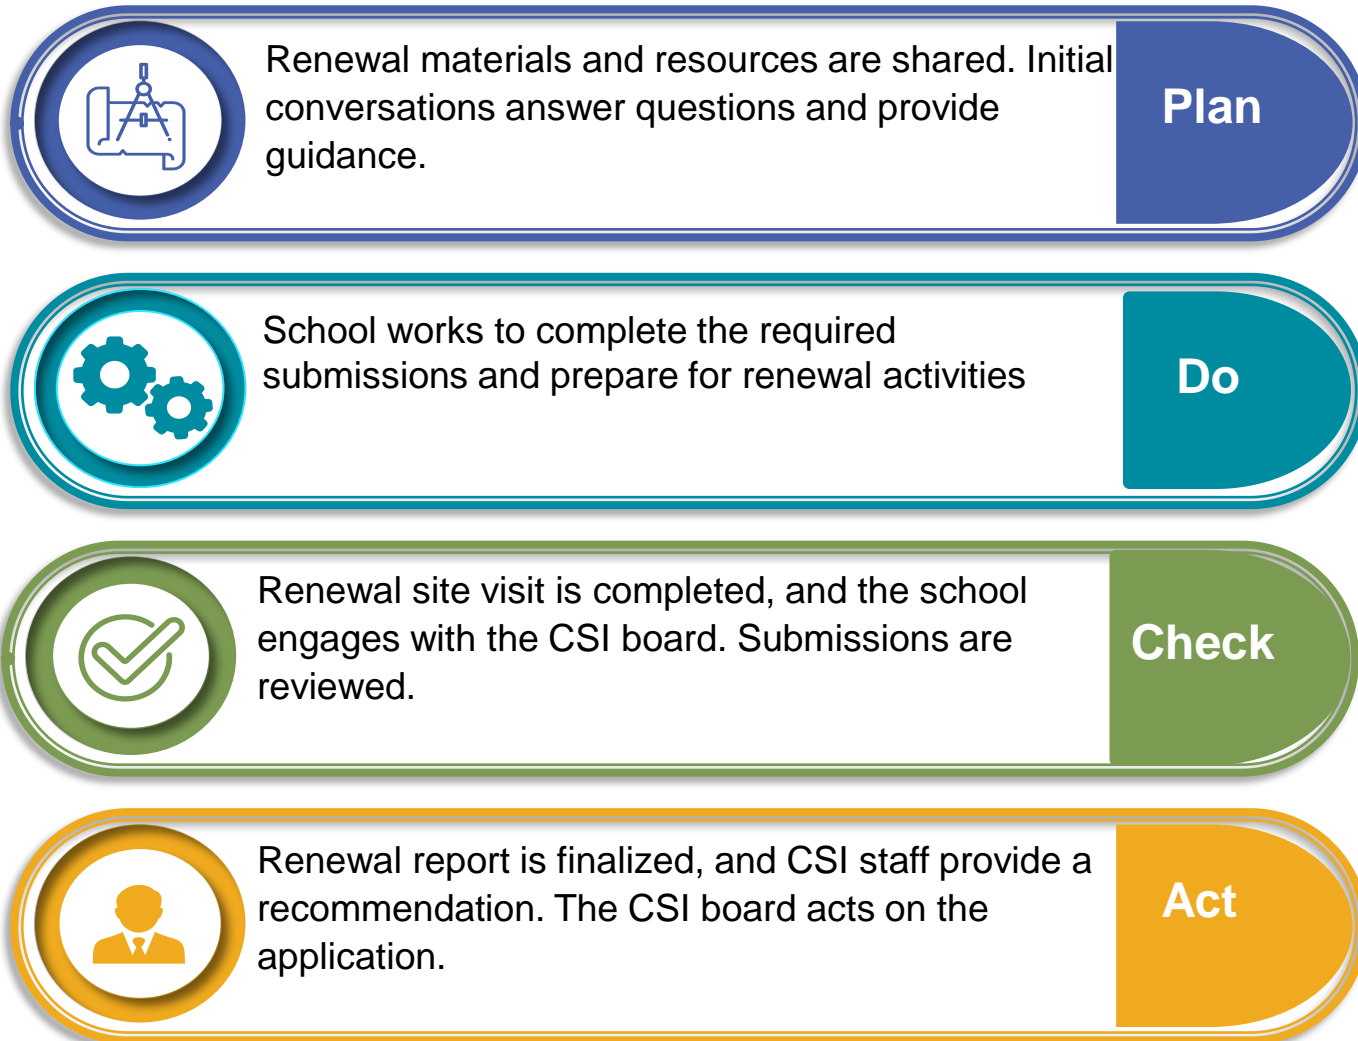 Renewal materials and resources are shared. Initial
conversations answer questions and provide
guidance.
Plan
School works to complete the required
submissions and prepare for renewal activities
Do
Renewal site visit is completed, and the school
engages with the CSI board. Submissions are
reviewed.
Check
Renewal report is finalized, and CSI staff provide a
recommendation. The CSI board acts on the
application.
Act